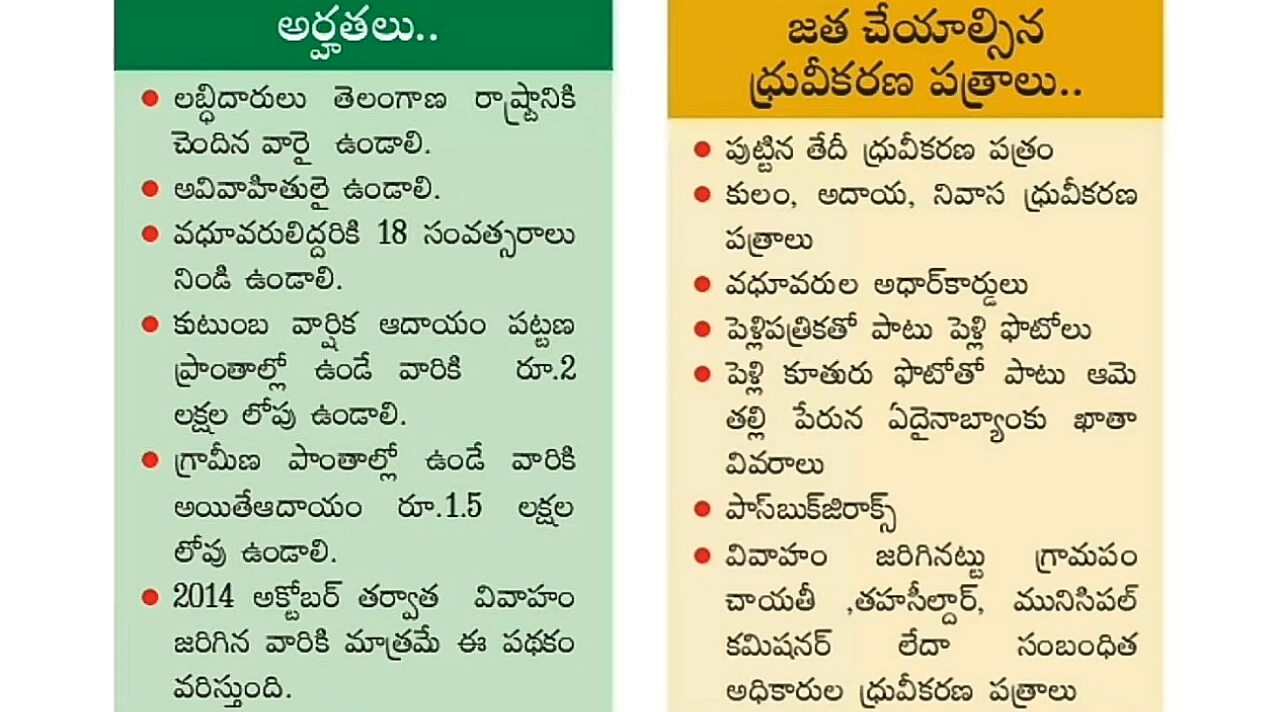 అర్హతలు..
• లబ్ధిదారులు తెలంగాణ రాష్ట్రానికి
చెందిన వారై ఉండాలి.
• అవివాహితులై ఉండాలి.
• వధూవరులిద్దరికి 18 సంవత్సరాలు
నిండి ఉండాలి.
• కుటుంబ వార్షిక ఆదాయం పట్టణ
ప్రాంతాల్లో ఉండే వారికి రూ.2
లక్షల లోపు ఉండాలి.
• గ్రామీణ పాంతాల్లో ఉండే వారికి
అయితేఆదాయం రూ.1.5 లక్షల
లోపు ఉండాలి.
• 2014 అక్టోబర్ తర్వాత వివాహం
జరిగిన వారికి మాత్రమే ఈ పథకం
వరిస్తుంది.
జత చేయాల్సిన
ధ్రువీకరణ పత్రాలు..
• పుట్టిన తేదీ ధ్రువీకరణ పత్రం
• కులం, అదాయ, నివాస ధ్రువీకరణ
పత్రాలు
• వధూవరుల అధార్‌కార్డులు
• పెళ్లిపత్రికతో పాటు పెళ్లి ఫొటోలు
• పెళ్లి కూతురు ఫొటోతో పాటు ఆమె
తల్లి పేరున ఏదైనాబ్యాంకు ఖాతా
వివరాలు
• పాస్‌బుక్‌జిరాక్స్
• వివాహం జరిగినట్టు గ్రామపం
చాయతీ ,తహసీల్దార్, మునిసిపల్
కమిషనర్ లేదా సంబంధిత
అధికారుల ధ్రువీకరణ పత్రాలు